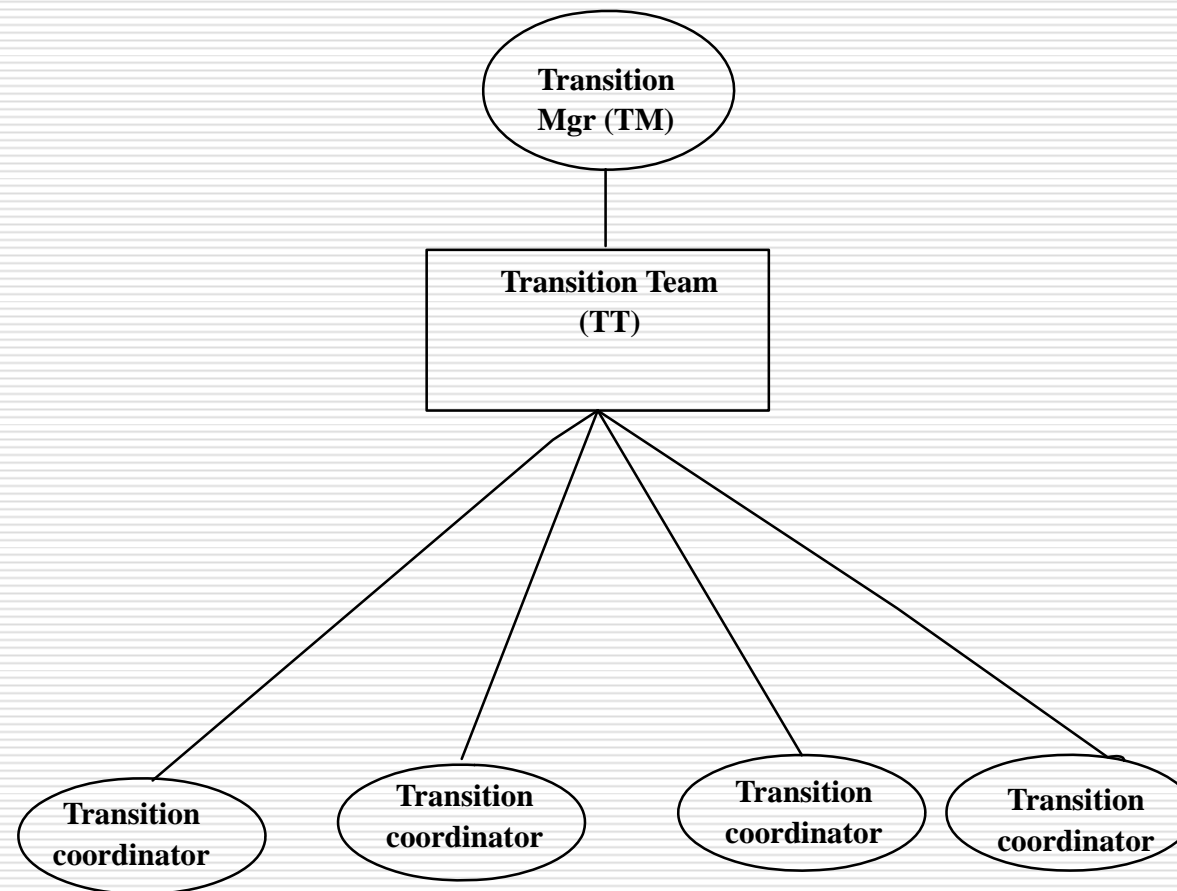 Transition
Mgr (TM)
Transition Team
(TT)
Transition
coordinator
Transition
coordinator
Transition
coordinator
Transition
coordinator